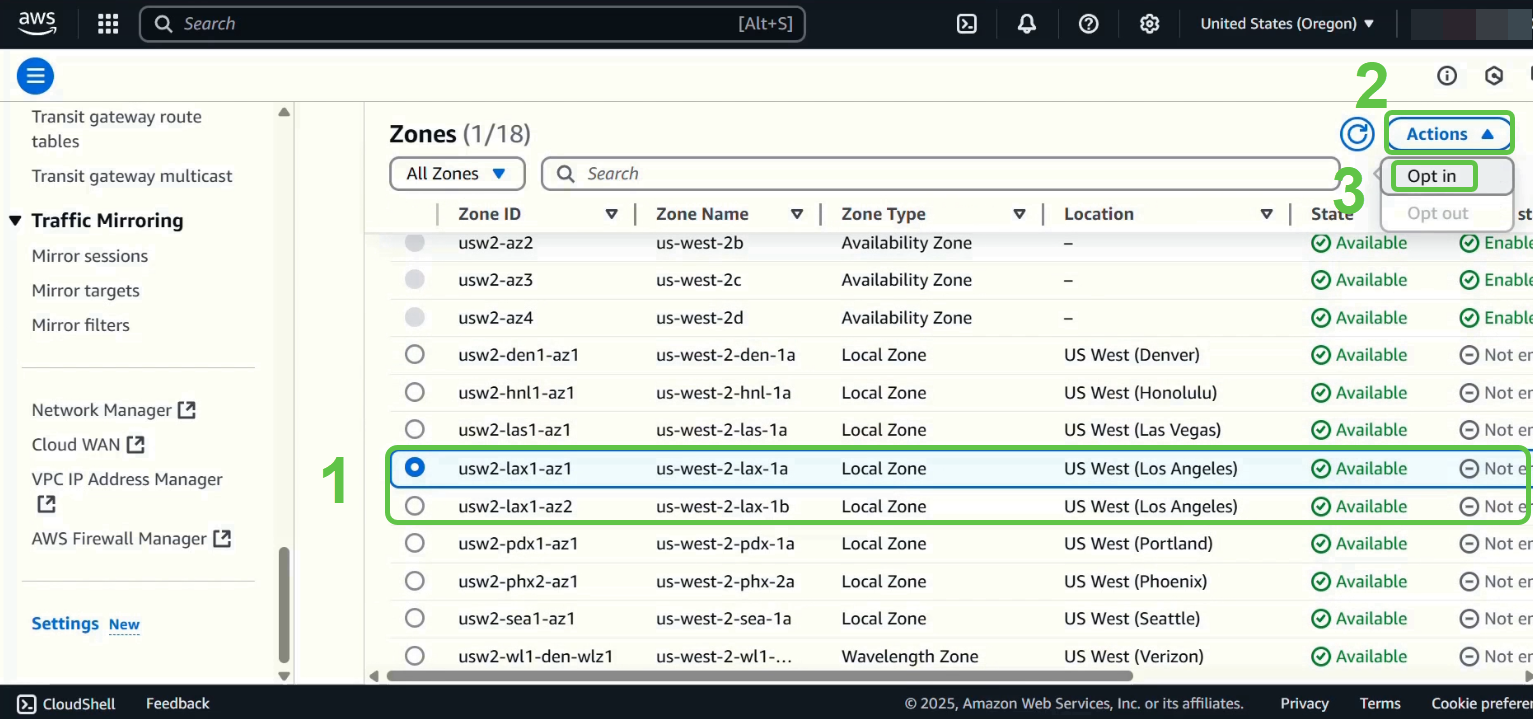 aws
Search [Alt+S]
United States (Oregon)
Transit gateway route
tables
Transit gateway multicast
Traffic Mirroring
Mirror sessions
Mirror targets
Mirror filters
Network Manager
Cloud WAN
VPC IP Address Manager
AWS Firewall Manager
Settings New
2
Zones (1/18)
Actions
All Zones
Search
3
Opt in
Opt out
Zone ID Zone Name Zone Type Location State
usw2-az2 us-west-2b Availability Zone – Available Enable
usw2-az3 us-west-2c Availability Zone – Available Enable
usw2-az4 us-west-2d Availability Zone – Available Enable
usw2-den1-az1 us-west-2-den-1a Local Zone US West (Denver) Available Not en
usw2-hnl1-az1 us-west-2-hnl-1a Local Zone US West (Honolulu) Available Not en
usw2-las1-az1 us-west-2-las-1a Local Zone US West (Las Vegas) Available Not en
1
usw2-lax1-az1 us-west-2-lax-1a Local Zone US West (Los Angeles) Available Not en
usw2-lax1-az2 us-west-2-lax-1b Local Zone US West (Los Angeles) Available Not en
usw2-pdx1-az1 us-west-2-pdx-1a Local Zone US West (Portland) Available Not en
usw2-phx2-az1 us-west-2-phx-2a Local Zone US West (Phoenix) Available Not en
usw2-sea1-az1 us-west-2-sea-1a Local Zone US West (Seattle) Available Not en
usw2-wl1-den-wlz1 us-west-2-wl1-... Wavelength Zone US West (Verizon) Available Not en
CloudShell Feedback © 2025, Amazon Web Services, Inc. or its affiliates. Privacy Terms Cookie preferen